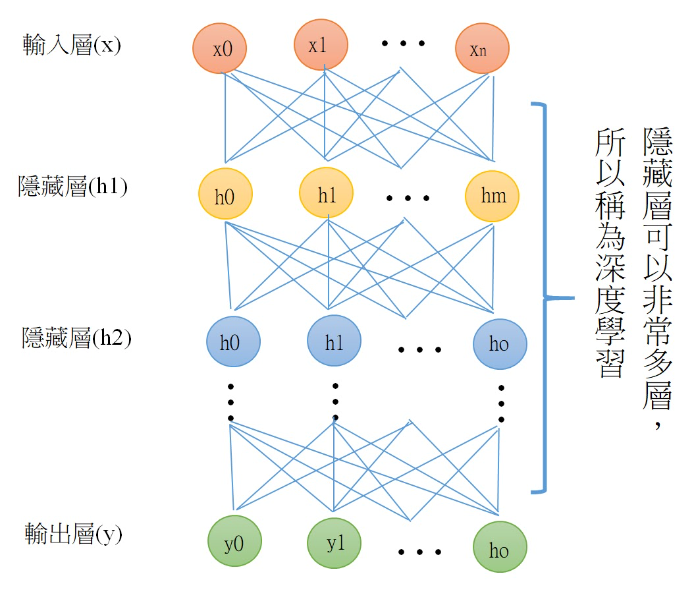 輸入層(x)
x0 x1 ••• xn
隱藏層(h1)
h0 h1 ••• hm
隱藏層(h2)
h0 h1 ••• ho
輸出層(y)
y0 y1 ••• ho
隱藏層可以非常多層，
所以稱為深度學習